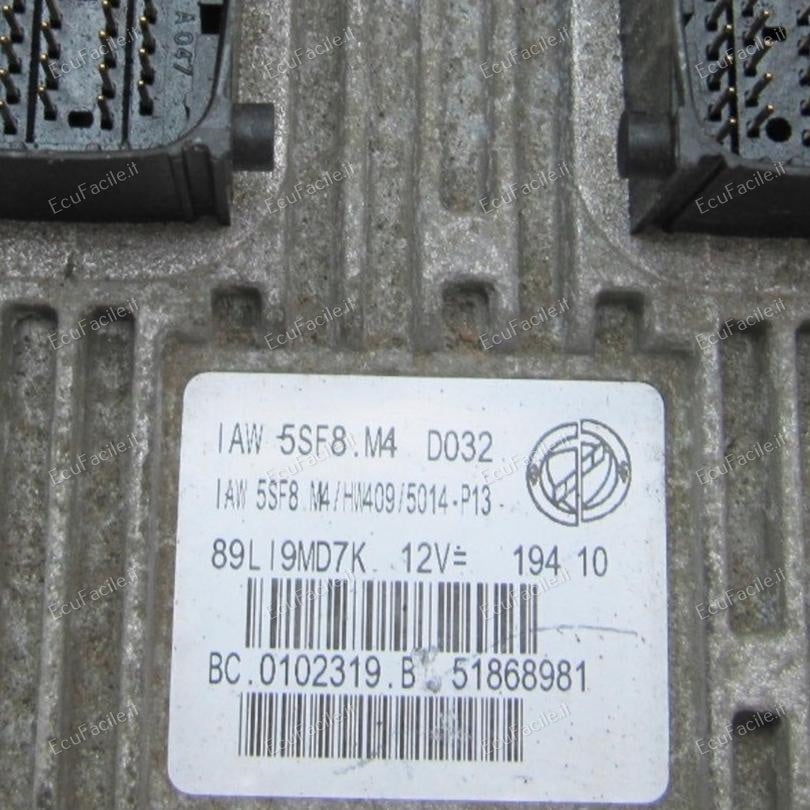 A 047
IAW 5SF8.M4 D032
IAW 5SF8.M4/HW409/5014-P13-
89LI9MD7K 12V= 194 10
BC.0102319.B 51868981
EcuFacile.it